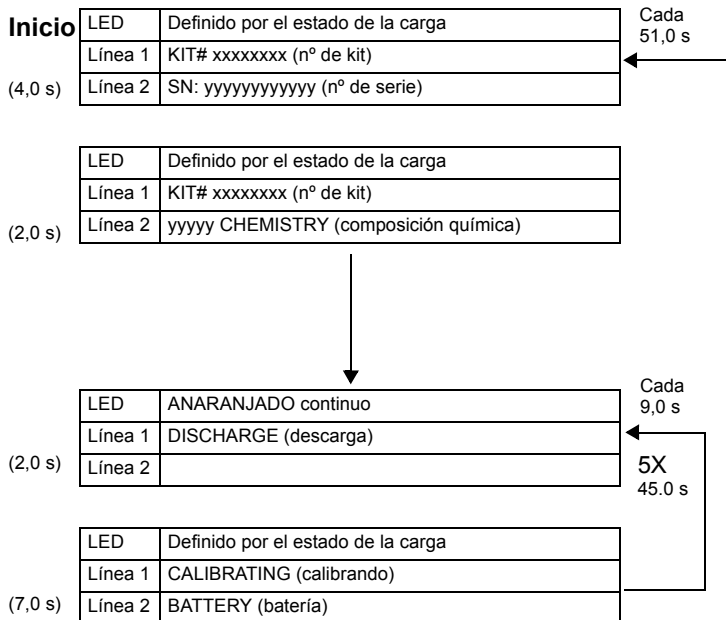 Inicio
LED Definido por el estado de la carga
Cada
51,0 s
Línea 1 KIT# xxxxxxxx (nº de kit)
(4,0 s) Línea 2 SN: yyyyyyyyyyyy (nº de serie)
LED Definido por el estado de la carga
Línea 1 KIT# xxxxxxxx (nº de kit)
(2,0 s) Línea 2 yyyyy CHEMISTRY (composición química)
Cada
9,0 s
LED ANARANJADO continuo
Línea 1 DISCHARGE (descarga)
(2,0 s) Línea 2
5X
45.0 s
LED Definido por el estado de la carga
Línea 1 CALIBRATING (calibrando)
(7,0 s) Línea 2 BATTERY (batería)